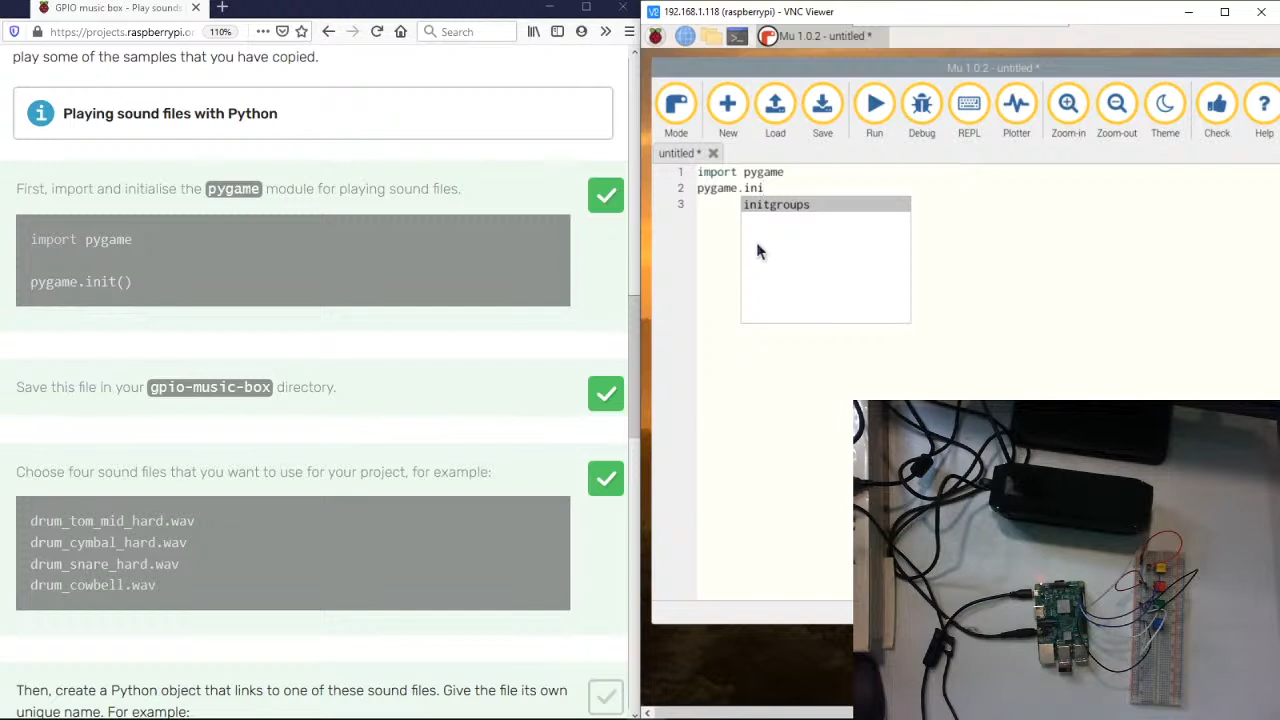 GPIO music box - Play sounds
https://projects.raspberrypi.o
110%
Search
play some of the samples that you have copied.
Playing sound files with Python
First, import and initialise the pygame module for playing sound files.
import pygame
pygame.init()
Save this file in your gpio-music-box directory.
Choose four sound files that you want to use for your project, for example:
drum_tom_mid_hard.wav
drum_cymbal_hard.wav
drum_snare_hard.wav
drum_cowbell.wav
Then, create a Python object that links to one of these sound files. Give the file its own
unique name. For example:
192.168.1.118 (raspberrypi) - VNC Viewer
Mu 1.0.2 - untitled *
Mu 1.0.2 - untitled *
Mode New Load Save Run Debug REPL Plotter Zoom-in Zoom-out Theme Check Help
untitled *
1 import pygame
2 pygame.ini
3
initgroups